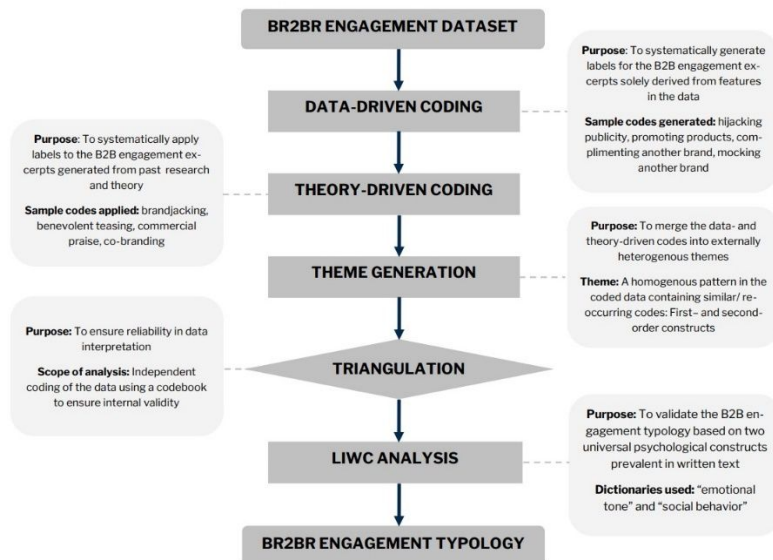 BR2BR ENGAGEMENT DATASET
Purpose: To systematically generate
labels for the B2B engagement ex-
cerpts solely derived from features
in the data
Sample codes generated: hijacking
publicity, promoting products, com-
plimenting another brand, mocking
another brand
DATA-DRIVEN CODING
Purpose: To systematically apply
labels to the B2B engagement ex-
cerpts generated from past research
and theory
Sample codes applied: brandjacking,
benevolent teasing, commercial
praise, co-branding
THEORY-DRIVEN CODING
Purpose: To merge the data- and
theory-driven codes into externally
heterogenous themes
Theme: A homogenous pattern in the
coded data containing similar/ re-
occurring codes: First– and second-
order constructs
THEME GENERATION
Purpose: To ensure reliability in data
interpretation
Scope of analysis: Independent
coding of the data using a codebook
to ensure internal validity
TRIANGULATION
Purpose: To validate the B2B en-
gagement typology based on two
universal psychological constructs
prevalent in written text
Dictionaries used: “emotional
tone” and “social behavior”
LIWC ANALYSIS
BR2BR ENGAGEMENT TYPOLOGY